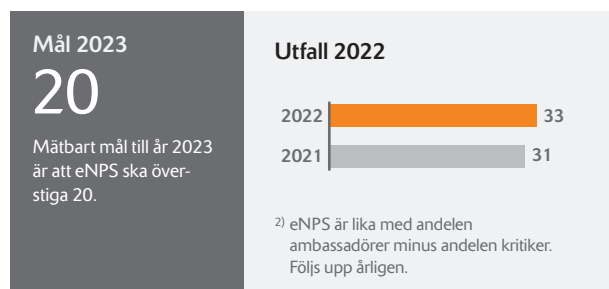 Mål 2023
20
Mätbart mål till år 2023
är att eNPS ska över-
stiga 20.
Utfall 2022
2022 33
2021 31
2) eNPS är lika med andelen
ambassadörer minus andelen kritiker.
Följs upp årligen.